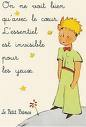 On ne voit bien
qu'avec le cœur.
L'essentiel
est invisible
pour
les yeux.
Le Petit Prince